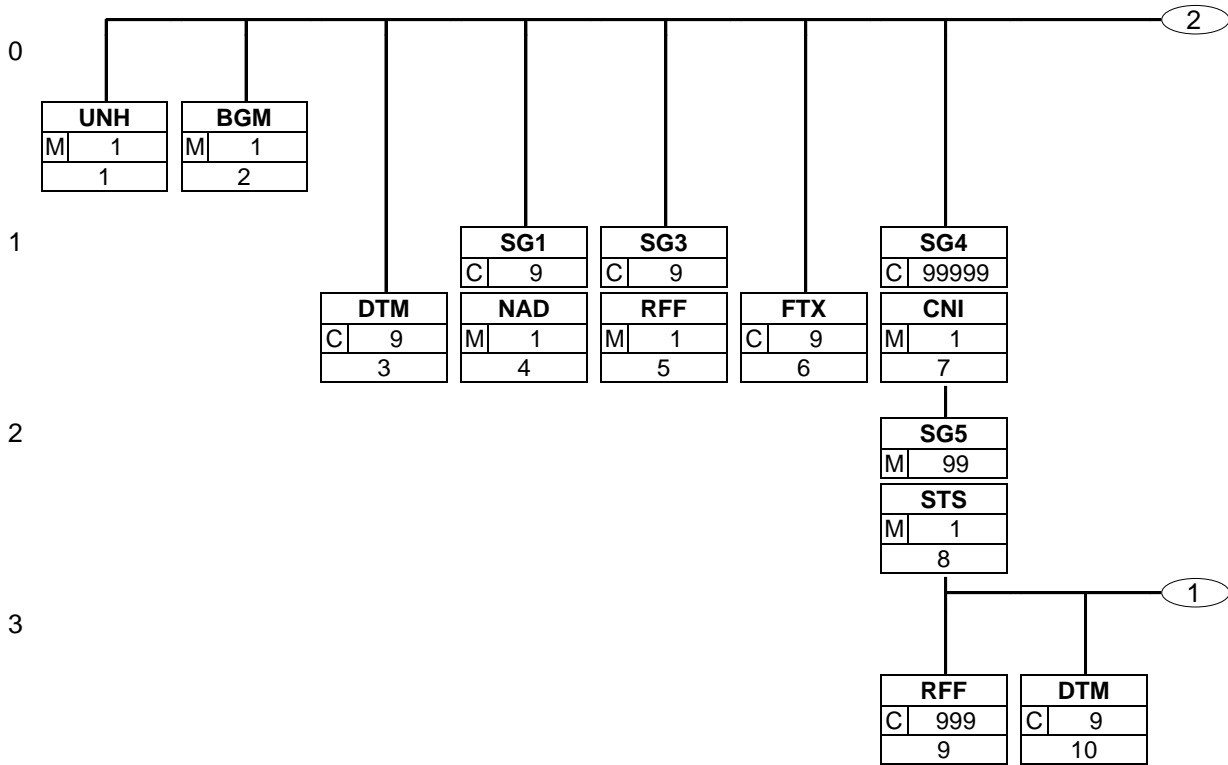 2
0
UNH BGM
M 1 M 1
1 2
1
SG1 SG3 SG4
C 9 C 9 C 99999
DTM NAD RFF FTX CNI
C 9 M 1 M 1 C 9 M 1
3 4 5 6 7
2
SG5
M 99
STS
M 1
8
1
3
RFF DTM
C 999 C 9
9 10